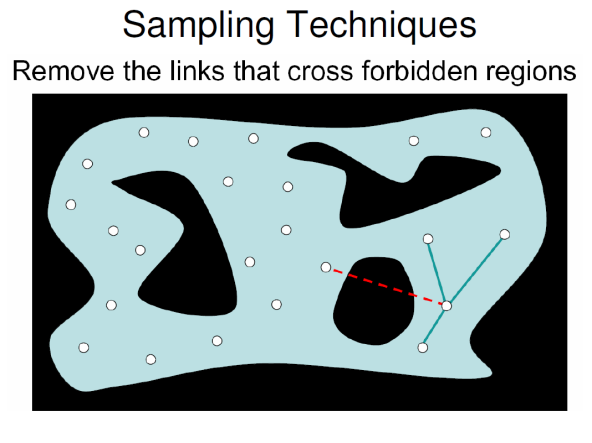 Sampling Techniques
Remove the links that cross forbidden regions